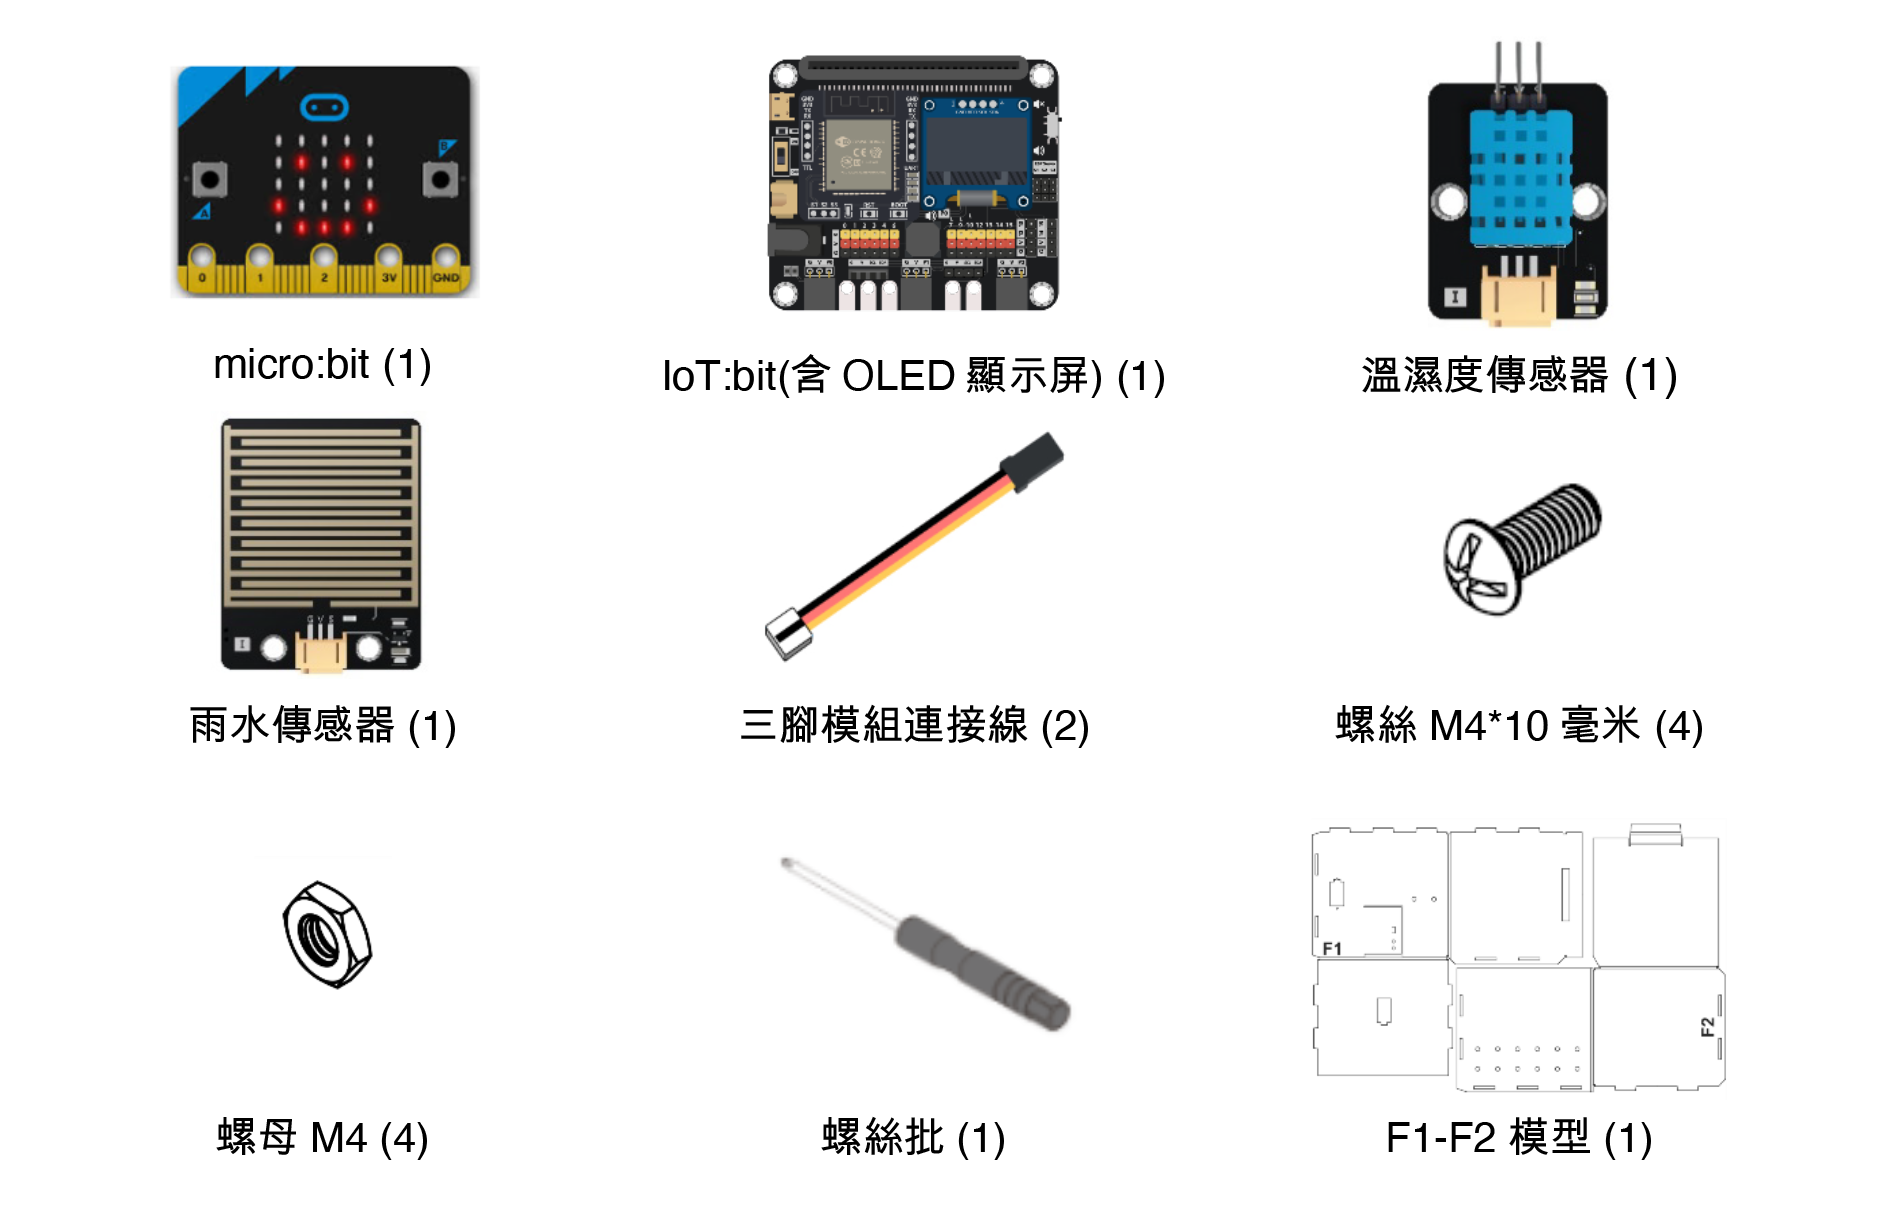 B
A
0 1 2 3V GND
micro:bit (1)
IoT:bit(含 OLED 顯示屏) (1)
I
溫濕度傳感器 (1)
G V S
I
雨水傳感器 (1)
三腳模組連接線 (2)
螺絲 M4*10 毫米 (4)
螺母 M4 (4)
螺絲批 (1)
F1
F2
F1-F2 模型 (1)